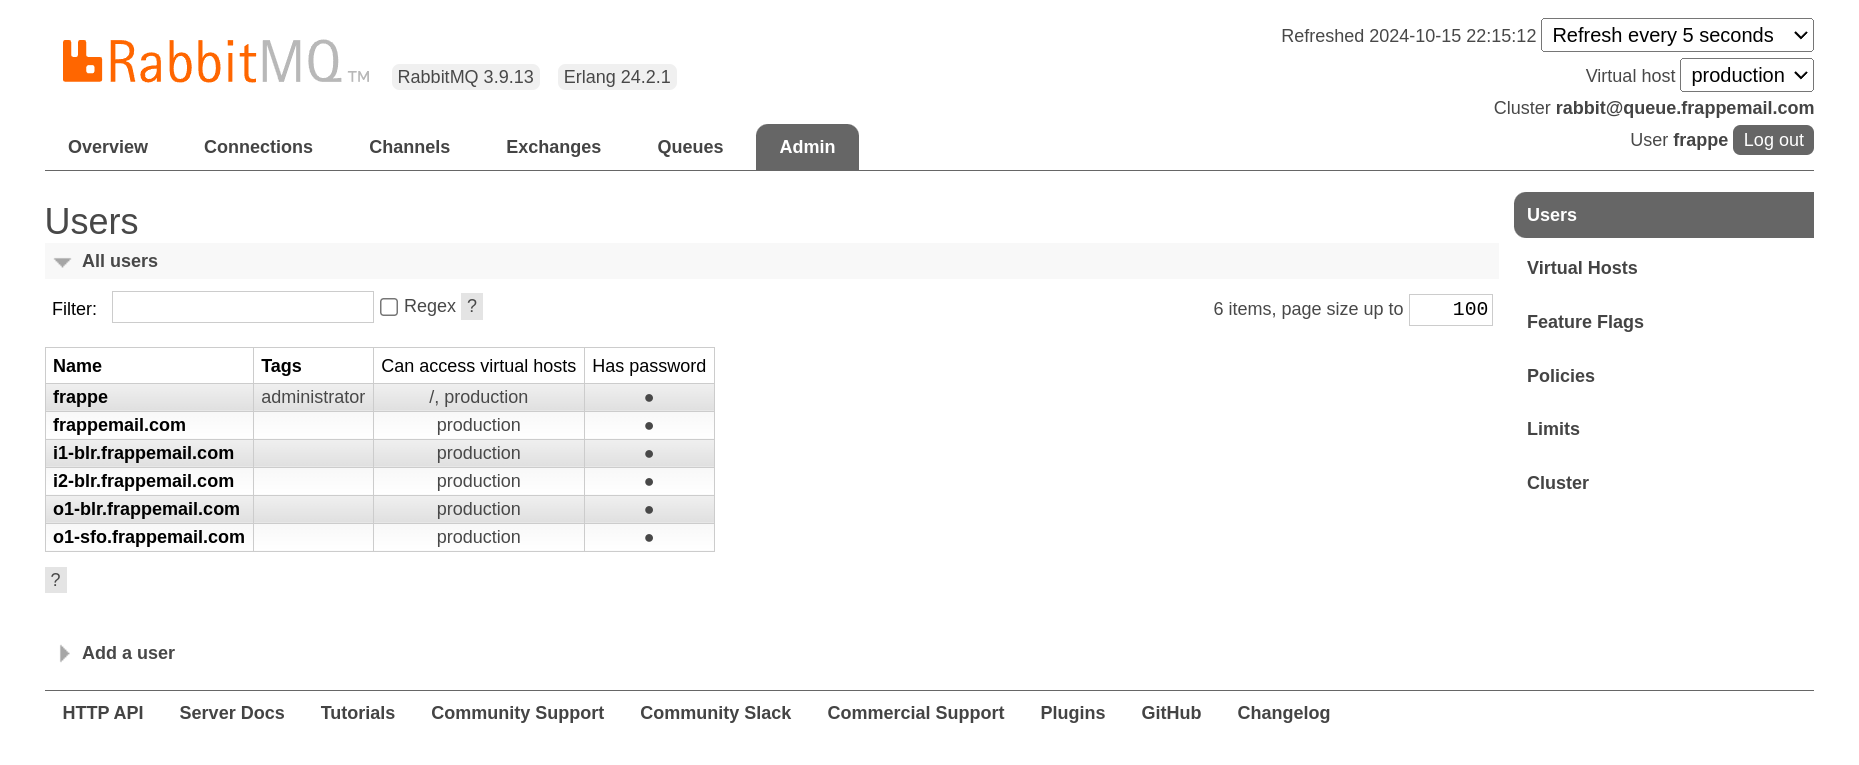 RabbitMQ TM RabbitMQ 3.9.13 Erlang 24.2.1
Refreshed 2024-10-15 22:15:12 Refresh every 5 seconds
Virtual host production
Cluster rabbit@queue.frappemail.com
User frappe Log out
Overview Connections Channels Exchanges Queues Admin
Users
All users
Filter: Regex ? 6 items, page size up to 100
Name Tags Can access virtual hosts Has password
frappe administrator /, production ●
frappemail.com production ●
i1-blr.frappemail.com production ●
i2-blr.frappemail.com production ●
o1-blr.frappemail.com production ●
o1-sfo.frappemail.com production ●
?
Add a user
Users
Virtual Hosts
Feature Flags
Policies
Limits
Cluster
HTTP API Server Docs Tutorials Community Support Community Slack Commercial Support Plugins GitHub Changelog